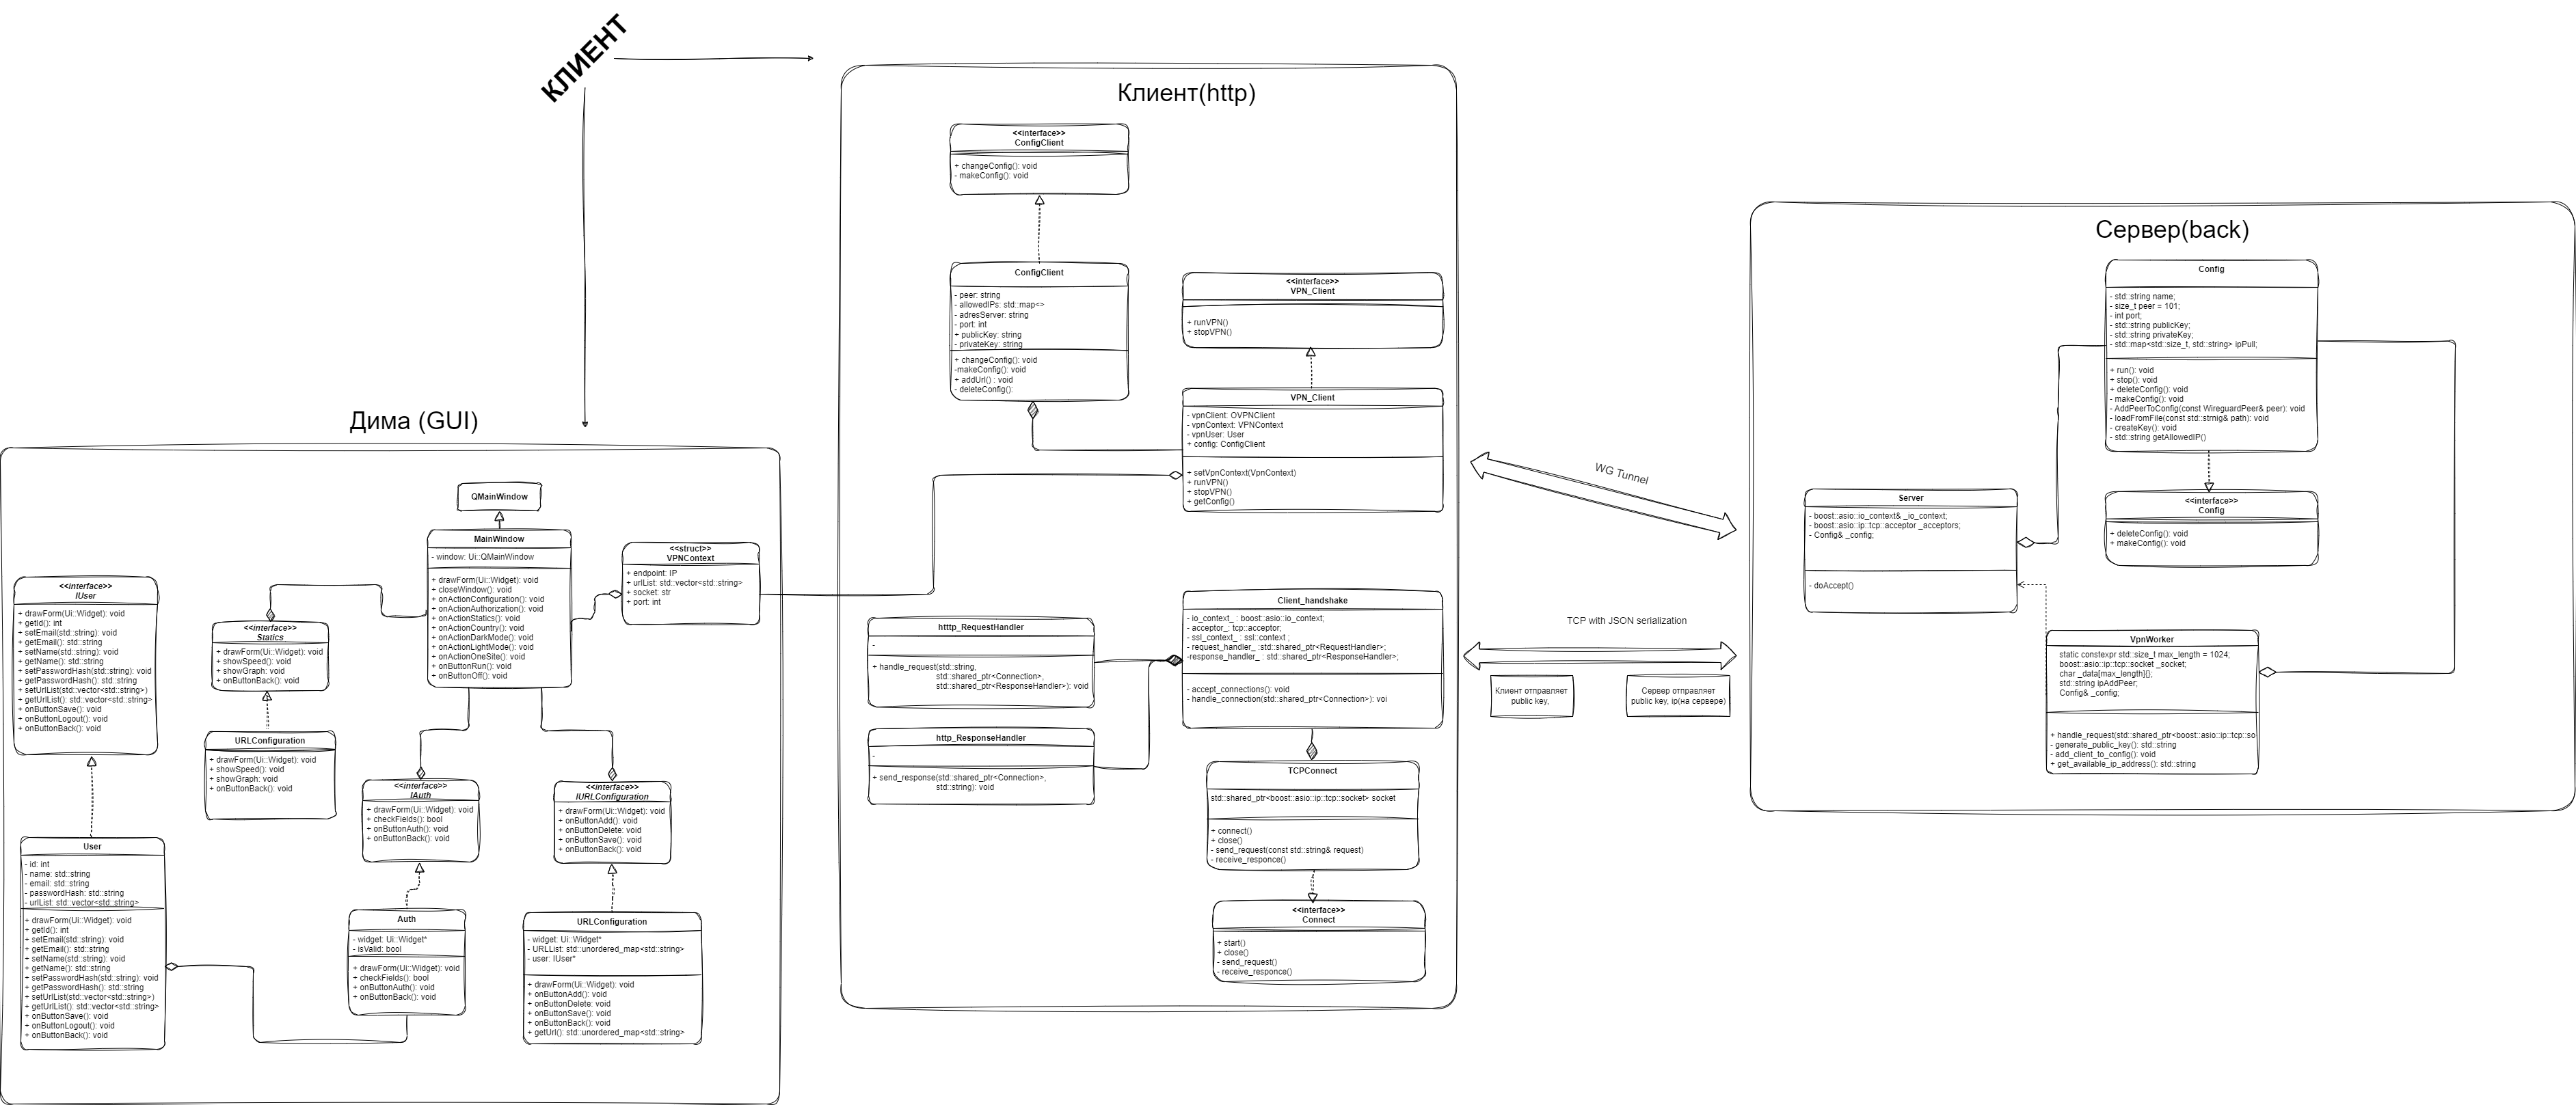 КЛИЕНТ
Дима (GUI)
QMainWindow
MainWindow
- window: Ui::QMainWindow
+ drawForm(Ui::Widget): void
+ closeWindow(): void
+ onActionConfiguration(): void
+ onActionAuthorization(): void
+ onActionStatics(): void
+ onActionCountry(): void
+ onActionDarkMode(): void
+ onActionLightMode(): void
+ onActionOneSite(): void
+ onButtonRun(): void
+ onButtonOff(): void
<<struct>>
VPNContext
+ endpoint: IP
+ urlList: std::vector<std::string>
+ socket: str
+ port: int
<<interface>>
IUser
+ drawForm(Ui::Widget): void
+ getId(): int
+ setEmail(std::string): void
+ getEmail(): std::string
+ setName(std::string): void
+ getName(): std::string
+ setPasswordHash(std::string): void
+ getPasswordHash(): std::string
+ setUrlList(std::vector<std::string>)
+ getUrlList(): std::vector<std::string>
+ onButtonSave(): void
+ onButtonLogout(): void
+ onButtonBack(): void
<<interface>>
Statics
+ drawForm(Ui::Widget): void
+ showSpeed(): void
+ showGraph: void
+ onButtonBack(): void
URLConfiguration
+ drawForm(Ui::Widget): void
+ showSpeed(): void
+ showGraph: void
+ onButtonBack(): void
<<interface>>
IAuth
+ drawForm(Ui::Widget): void
+ checkFields(): bool
+ onButtonAuth(): void
+ onButtonBack(): void
<<interface>>
IURLConfiguration
+ drawForm(Ui::Widget): void
+ onButtonAdd(): void
+ onButtonDelete: void
+ onButtonSave(): void
+ onButtonBack(): void
User
- id: int
- name: std::string
- email: std::string
- passwordHash: std::string
- urlList: std::vector<std::string>
+ drawForm(Ui::Widget): void
+ getId(): int
+ setEmail(std::string): void
+ getEmail(): std::string
+ setName(std::string): void
+ getName(): std::string
+ setPasswordHash(std::string): void
+ getPasswordHash(): std::string
+ setUrlList(std::vector<std::string>)
+ getUrlList(): std::vector<std::string>
+ onButtonSave(): void
+ onButtonLogout(): void
+ onButtonBack(): void
Auth
- widget: Ui::Widget*
- isValid: bool
+ drawForm(Ui::Widget): void
+ checkFields(): bool
+ onButtonAuth(): void
+ onButtonBack(): void
URLConfiguration
- widget: Ui::Widget*
- URLList: std::unordered_map<std::string>
- user: IUser*
+ drawForm(Ui::Widget): void
+ onButtonAdd(): void
+ onButtonDelete: void
+ onButtonSave(): void
+ onButtonBack(): void
+ getUrl(): std::unordered_map<std::string>
Клиент(http)
<<interface>>
ConfigClient
+ changeConfig(): void
- makeConfig(): void
ConfigClient
- peer: string
- allowedIPs: std::map<>
- adresServer: string
- port: int
+ publicKey: string
- privateKey: string
+ changeConfig(): void
-makeConfig(): void
+ addUrl() : void
- deleteConfig():
<<interface>>
VPN_Client
+ runVPN()
+ stopVPN()
VPN_Client
- vpnClient: OVPNClient
- vpnContext: VPNContext
- vpnUser: User
+ config: ConfigClient
+ setVpnContext(VpnContext)
+ runVPN()
+ stopVPN()
+ getConfig()
htttp_RequestHandler
-
+ handle_request(std::string,
std::shared_ptr<Connection>,
std::shared_ptr<ResponseHandler>): void
http_ResponseHandler
-
+ send_response(std::shared_ptr<Connection>,
std::string): void
Client_handshake
- io_context_ : boost::asio::io_context;
- acceptor_: tcp::acceptor;
- ssl_context_ : ssl::context ;
- request_handler_ :std::shared_ptr<RequestHandler>;
-response_handler_ : std::shared_ptr<ResponseHandler>;
- accept_connections(): void
- handle_connection(std::shared_ptr<Connection>): voi
TCPConnect
std::shared_ptr<boost::asio::ip::tcp::socket> socket
+ connect()
+ close()
- send_request(const std::string& request)
- receive_responce()
<<interface>>
Connect
+ start()
+ close()
- send_request()
- receive_responce()
WG Tunnel
TCP with JSON serialization
Клиент отправляет
public key,
Сервер отправляет
public key, ip(на сервере)
Сервер(back)
Config
- std::string name;
- size_t peer = 101;
- int port;
- std::string publicKey;
- std::string privateKey;
- std::map<std::size_t, std::string> ipPull;
+ run(): void
+ stop(): void
+ deleteConfig(): void
- makeConfig(): void
- AddPeerToConfig(const WireguardPeer& peer): void
- loadFromFile(const std::strnig& path): void
- createKey(): void
- std::string getAllowedIP()
<<interface>>
Config
+ deleteConfig(): void
+ makeConfig(): void
Server
- boost::asio::io_context& _io_context;
- boost::asio::ip::tcp::acceptor _acceptors;
- Config& _config;
- doAccept()
VpnWorker
static constexpr std::size_t max_length = 1024;
boost::asio::ip::tcp::socket _socket;
char _data[max_length]{};
std::string ipAddPeer;
Config& _config;
+ handle_request(std::shared_ptr<boost::asio::ip::tcp::so
- generate_public_key(): std::string
- add_client_to_config(): void
+ get_available_ip_address(): std::string